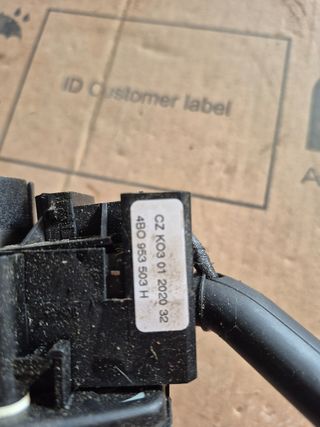 ID Customer label
CZ KO3 01 2020 32
4B0 953 503 H